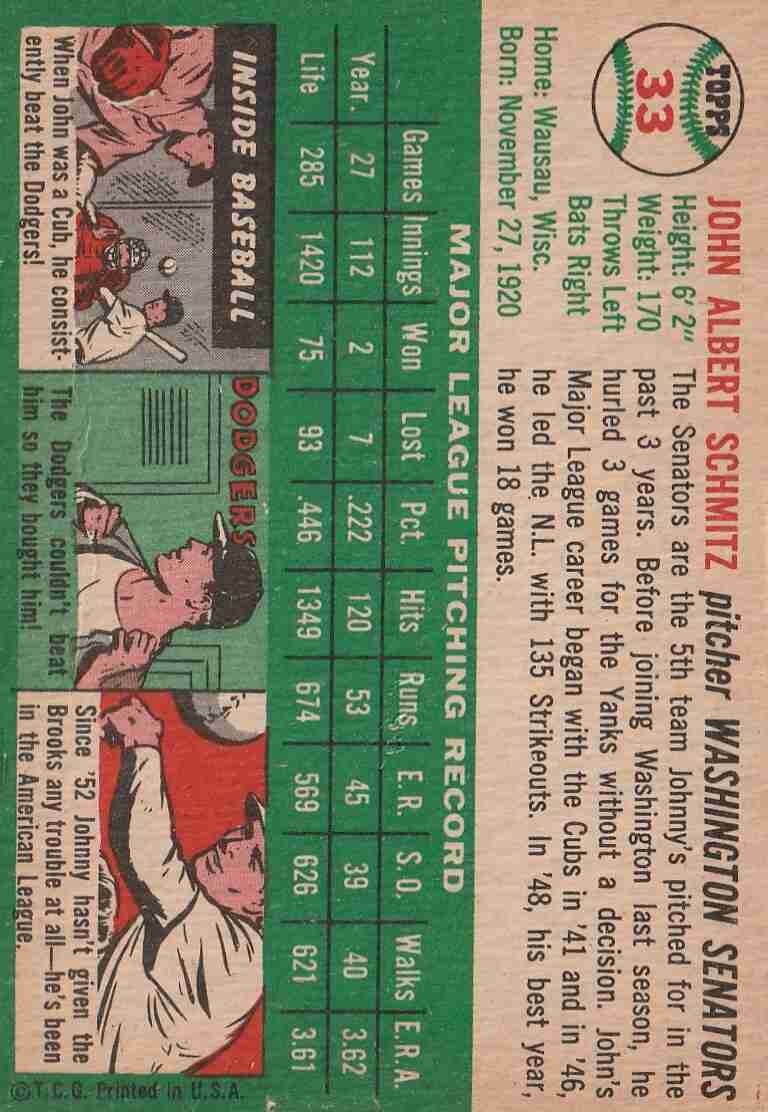 TOPPS
33
JOHN ALBERT SCHMITZ pitcher WASHINGTON SENATORS
Height: 6' 2"
Weight: 170
Throws Left
Bats Right
Home: Wausau, Wisc.
Born: November 27, 1920
The Senators are the 5th team Johnny's pitched for in the
past 3 years. Before joining Washington last season, he
hurled 3 games for the Yanks without a decision. John's
Major League career began with the Cubs in '41 and in '46,
he led the N.L. with 135 Strikeouts. In '48, his best year,
he won 18 games.
MAJOR LEAGUE PITCHING RECORD
Games Innings Won Lost Pct. Hits Runs E.R. S.O. Walks E.R.A.
Year. 27 112 2 7 .222 120 53 45 39 40 3.62
Life 285 1420 75 93 .446 1349 674 569 626 621 3.61
INSIDE BASEBALL
When John was a Cub, he consist-
ently beat the Dodgers!
DODGERS
The Dodgers couldn't beat
him so they bought him!
Since '52 Johnny hasn't given the
Brooks any trouble at all—he's been
in the American League.
©T.C.G. Printed in U.S.A.